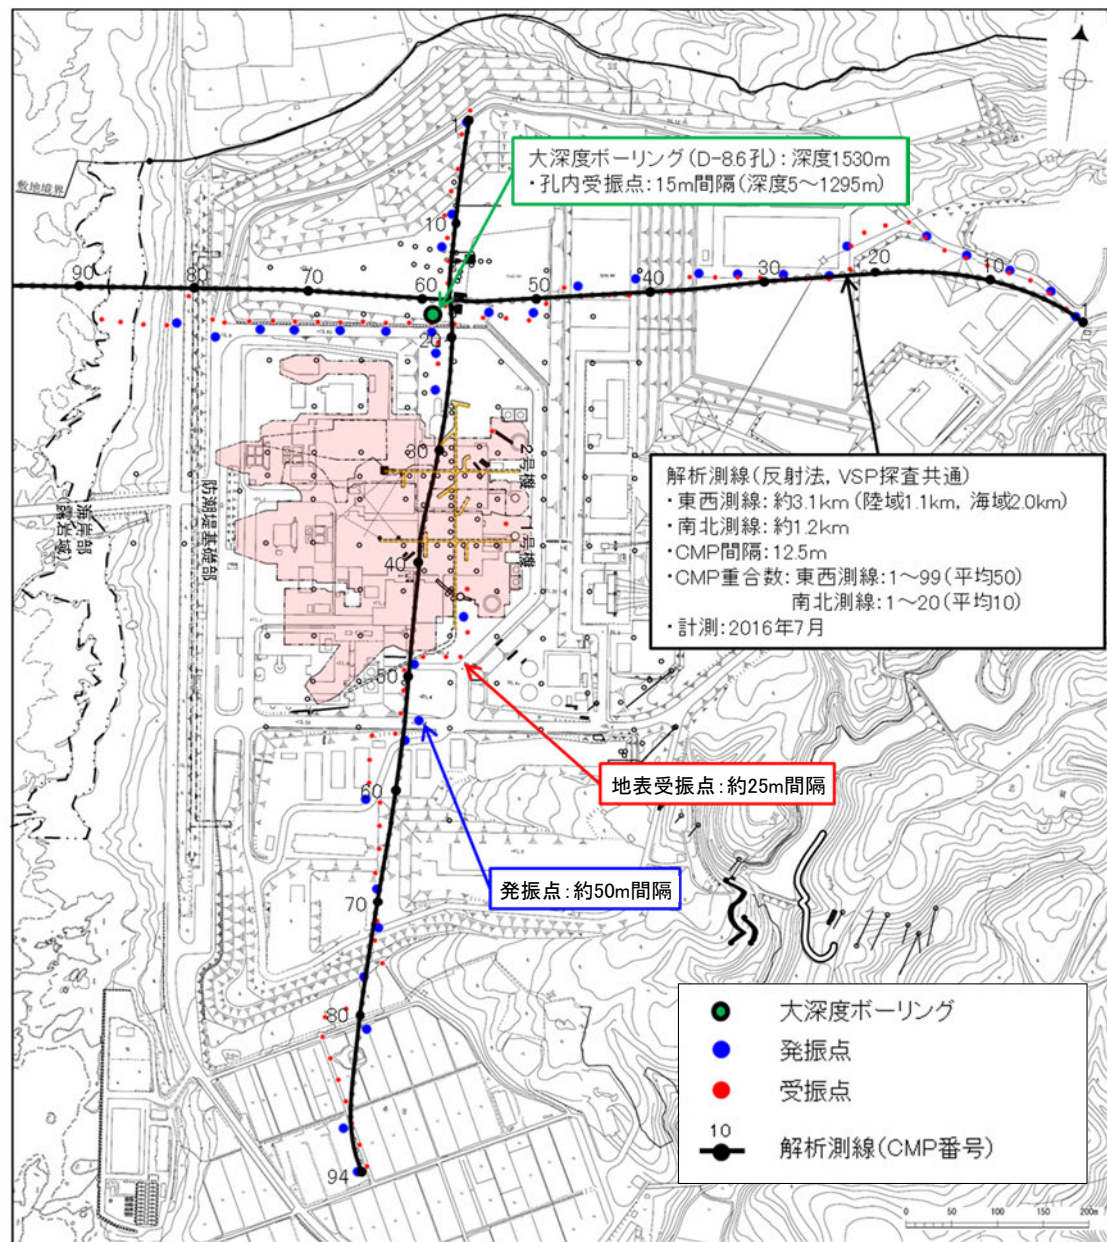 大深度ボーリング(D-8.6孔):深度1530m
・孔内受振点:15m間隔(深度5～1295m)
敷地境界
1
10
20
30
40
50
60
70
80
94
90
80
70
60
50
40
30
20
10
解析測線(反射法, VSP探査共通)
・東西測線:約3.1km(陸域1.1km, 海域2.0km)
・南北測線:約1.2km
・CMP間隔:12.5m
・CMP重合数:東西測線:1～99(平均50)
南北測線:1～20(平均10)
・計測:2016年7月
2号機
1号機
防潮堤基礎部
海岸部
露岩域
地表受振点:約25m間隔
発振点:約50m間隔
大深度ボーリング
発振点
受振点
10
解析測線(CMP番号)
0 50 100 150 200m